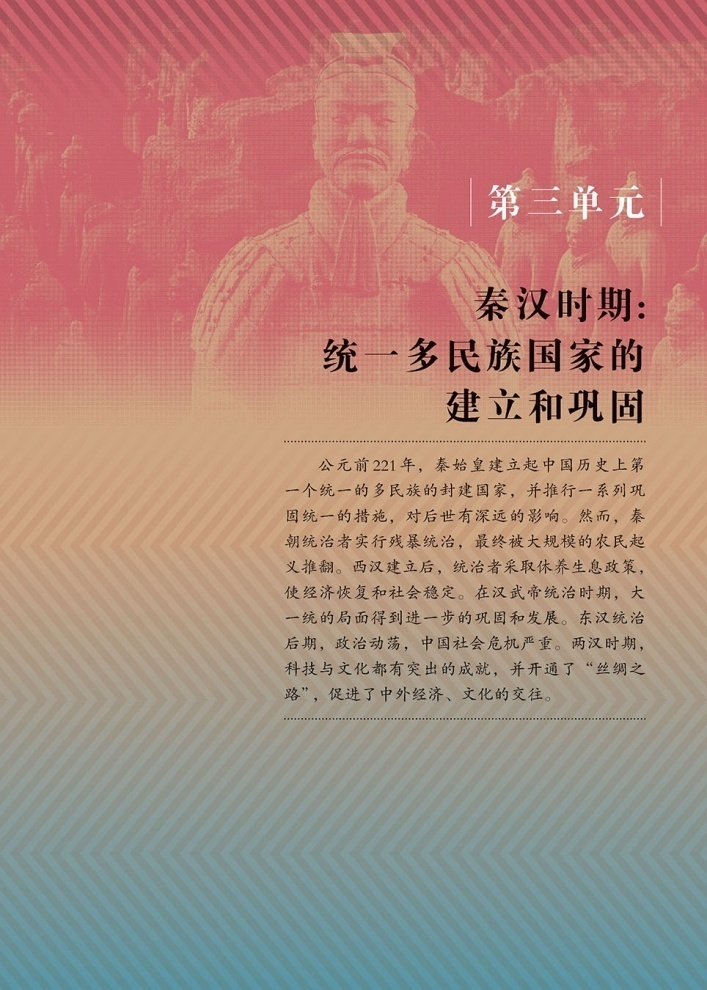 第三单元
秦汉时期:
统一多民族国家的
建立和巩固
公元前221年，秦始皇建立起中国历史上第
一个统一的多民族的封建国家，并推行一系列巩
固统一的措施，对后世有深远的影响。然而，秦
朝统治者实行残暴统治，最终被大规模的农民起
义推翻。西汉建立后，统治者采取休养生息政策，
使经济恢复和社会稳定。在汉武帝统治时期，大
一统的局面得到进一步的巩固和发展。东汉统治
后期，政治动荡，中国社会危机严重。两汉时期，
科技与文化都有突出的成就，并开通了“丝绸之
路”，促进了中外经济、文化的交往。